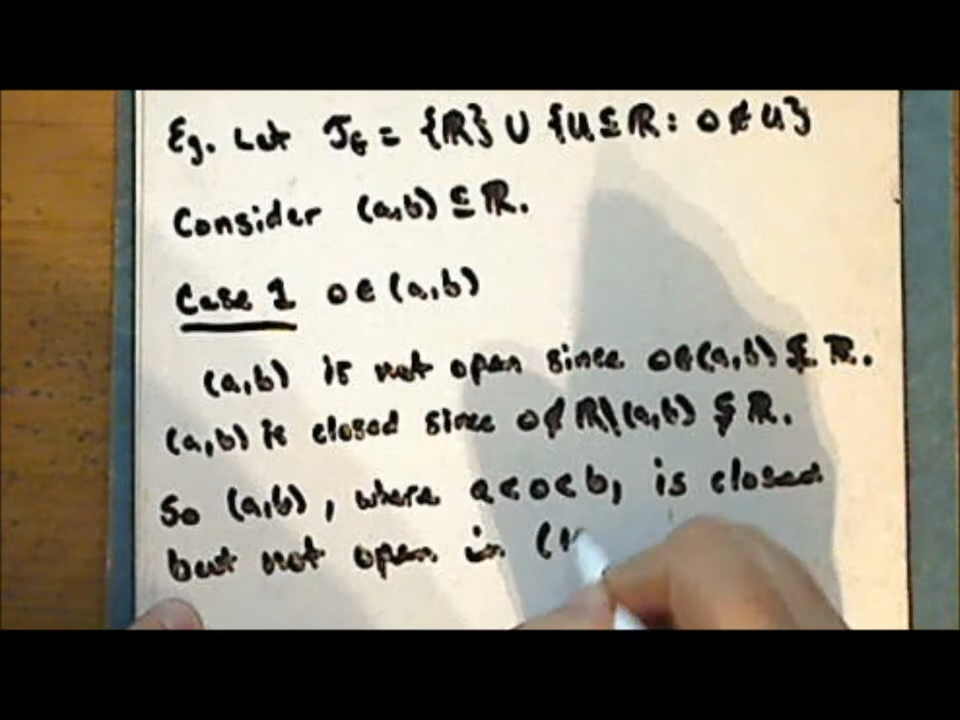 Eg. Let J₆ = {ℝ} ∪ {U ⊆ ℝ : 0 ∉ U}
Consider (a,b) ⊆ ℝ.
Case 1 0 ∈ (a,b)
(a,b) is not open since 0 ∈ (a,b) ⊊ ℝ.
(a,b) is closed since 0 ∉ ℝ\(a,b) ⊊ ℝ.
So (a,b), where a<0<b, is closed
but not open in (